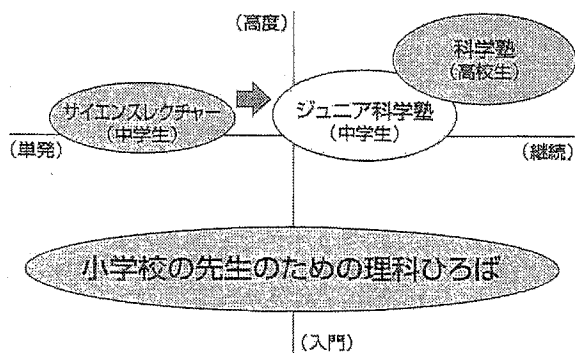 (高度)
科学塾
(高校生)
サイエンスレクチャー
(中学生)
ジュニア科学塾
(中学生)
(単発)
(継続)
小学校の先生のための理科ひろば
(入門)